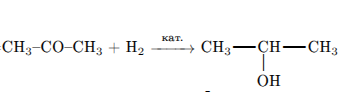 кат.
CH₃–CO–CH₃ + H₂ ⟶ CH₃—CH—CH₃
|
OH